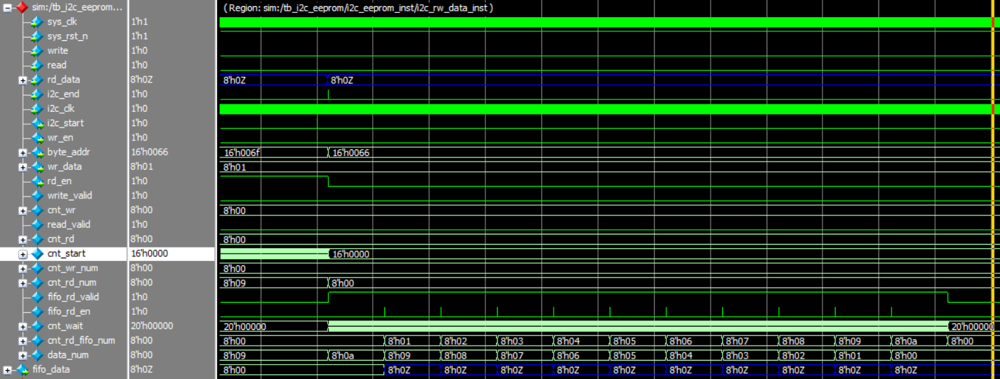 sim:/tb_i2c_eeprom... (Region: sim:/tb_i2c_eeprom/i2c_eeprom_inst/i2c_rw_data_inst )
sys_clk 1'h1
sys_rst_n 1'h1
write 1'h0
read 1'h0
rd_data 8'h0Z 8'h0Z 8'h0Z
i2c_end 1'h0
i2c_clk 1'h0
i2c_start 1'h0
wr_en 1'h0
byte_addr 16'h0066 16'h006f 16'h0066
wr_data 8'h01 8'h01
rd_en 1'h0
write_valid 1'h0
cnt_wr 8'h00 8'h00
read_valid 1'h0
cnt_rd 8'h00 8'h00
cnt_start 16'h0000 16'h0000
cnt_wr_num 8'h00 8'h00
cnt_rd_num 8'h00 8'h09 8'h00
fifo_rd_valid 1'h0
fifo_rd_en 1'h0
cnt_wait 20'h00000 20'h00000 20'h00000
cnt_rd_fifo_num 8'h00 8'h00 8'h01 8'h02 8'h03 8'h04 8'h05 8'h06 8'h07 8'h08 8'h09 8'h0a 8'h00
data_num 8'h00 8'h09 8'h0a 8'h09 8'h08 8'h07 8'h06 8'h05 8'h04 8'h03 8'h02 8'h01 8'h00
fifo_data 8'h0Z 8'h00 8'h0Z 8'h0Z 8'h0Z 8'h0Z 8'h0Z 8'h0Z 8'h0Z 8'h0Z 8'h0Z 8'h0Z